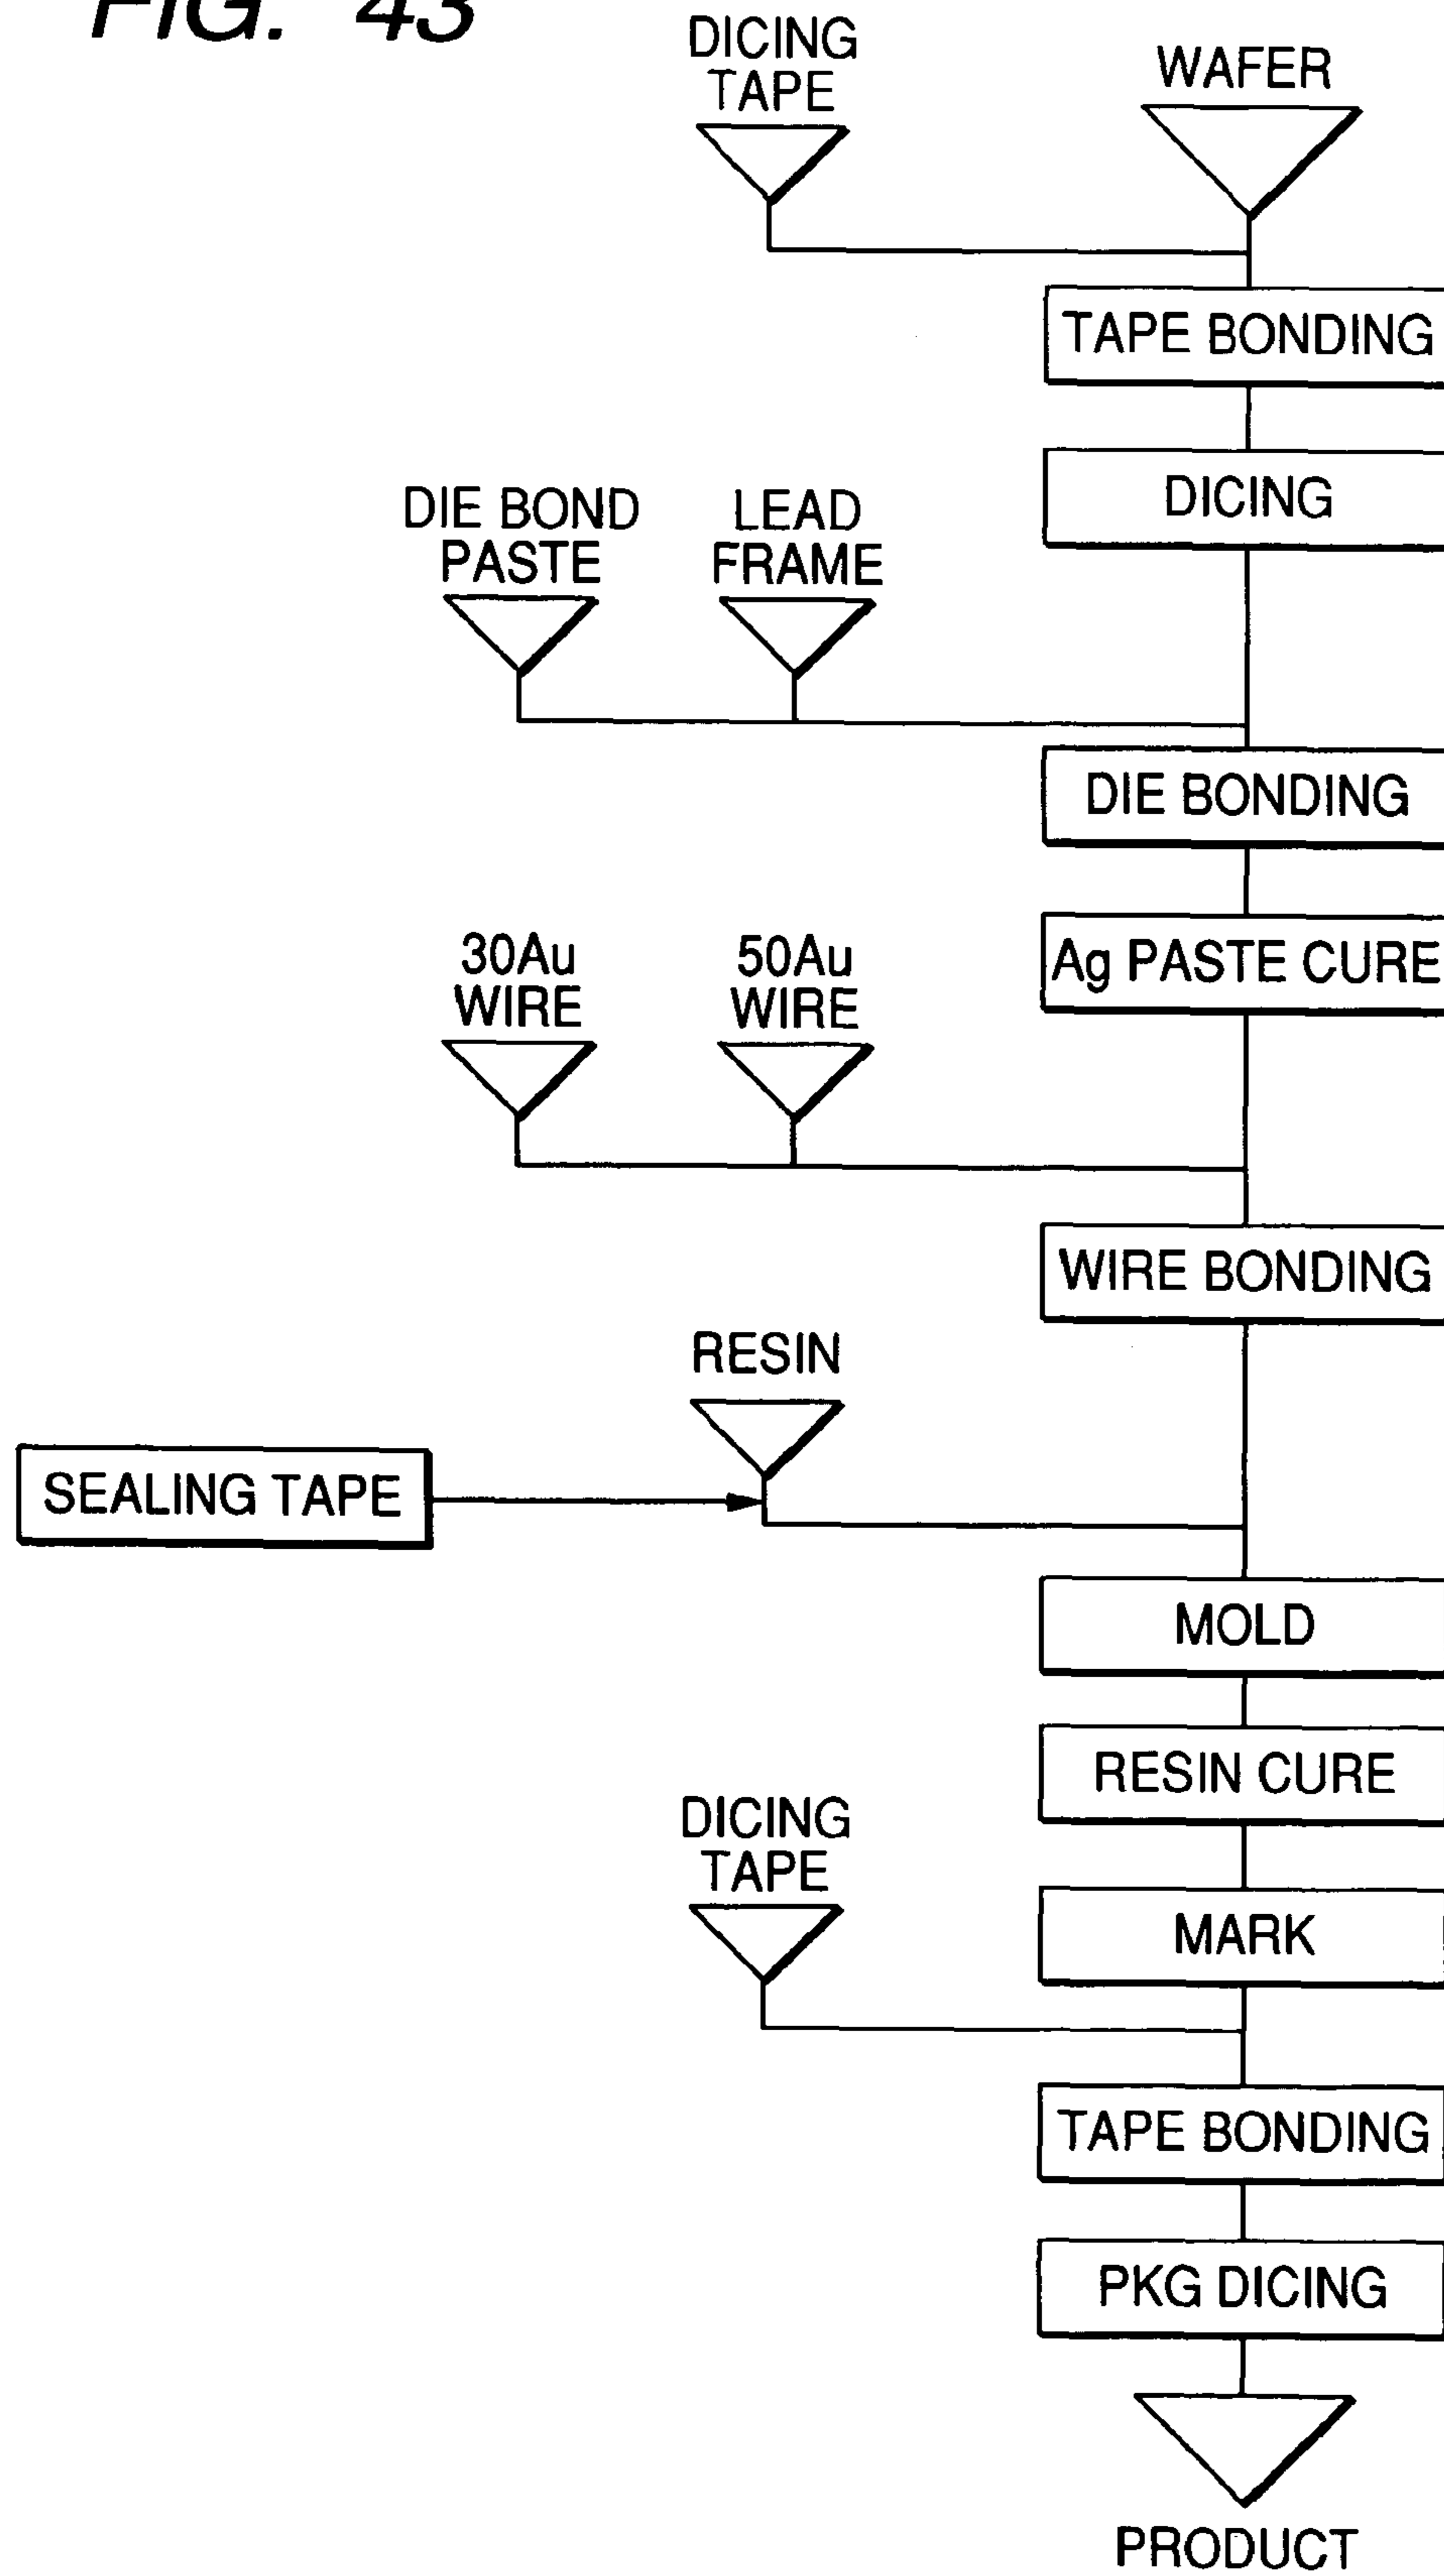 FIG. 43
DICING
TAPE
WAFER
TAPE BONDING
DICING
DIE BOND
PASTE
LEAD
FRAME
DIE BONDING
Ag PASTE CURE
30Au
WIRE
50Au
WIRE
WIRE BONDING
RESIN
SEALING TAPE
MOLD
RESIN CURE
DICING
TAPE
MARK
TAPE BONDING
PKG DICING
PRODUCT